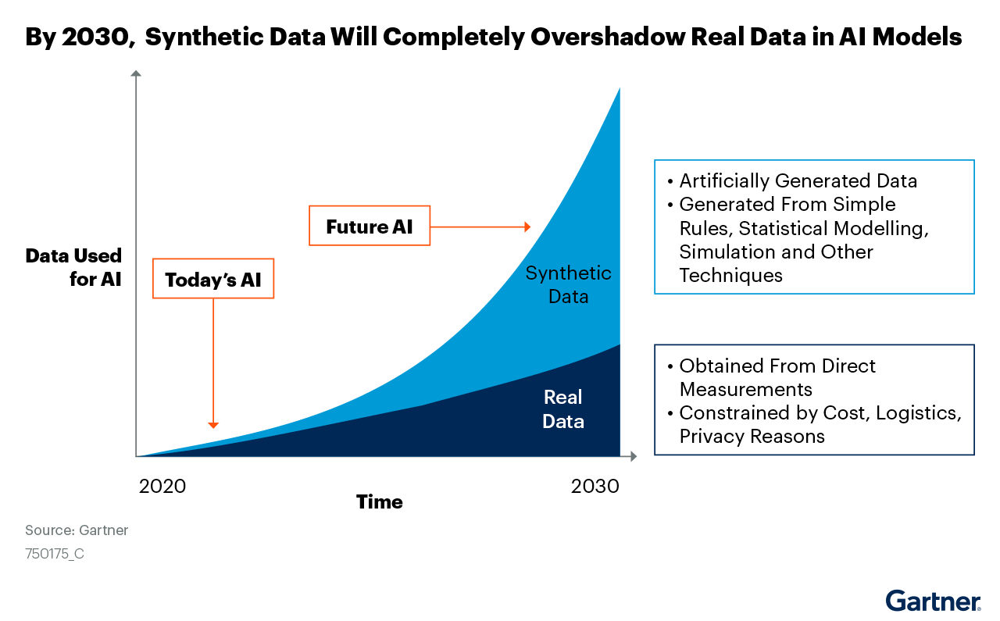 By 2030, Synthetic Data Will Completely Overshadow Real Data in AI Models
Data Used
for AI
Today's AI
Future AI
Synthetic
Data
Real
Data
• Artificially Generated Data
• Generated From Simple
Rules, Statistical Modelling,
Simulation and Other
Techniques
• Obtained From Direct
Measurements
• Constrained by Cost, Logistics,
Privacy Reasons
2020
2030
Time
Source: Gartner
750175_C
Gartner®